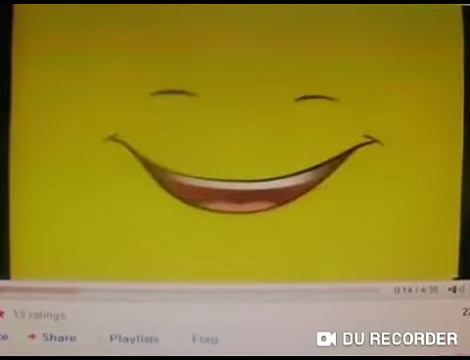 0:14 / 4:35
13 ratings
Share Playlists Flag
DU RECORDER